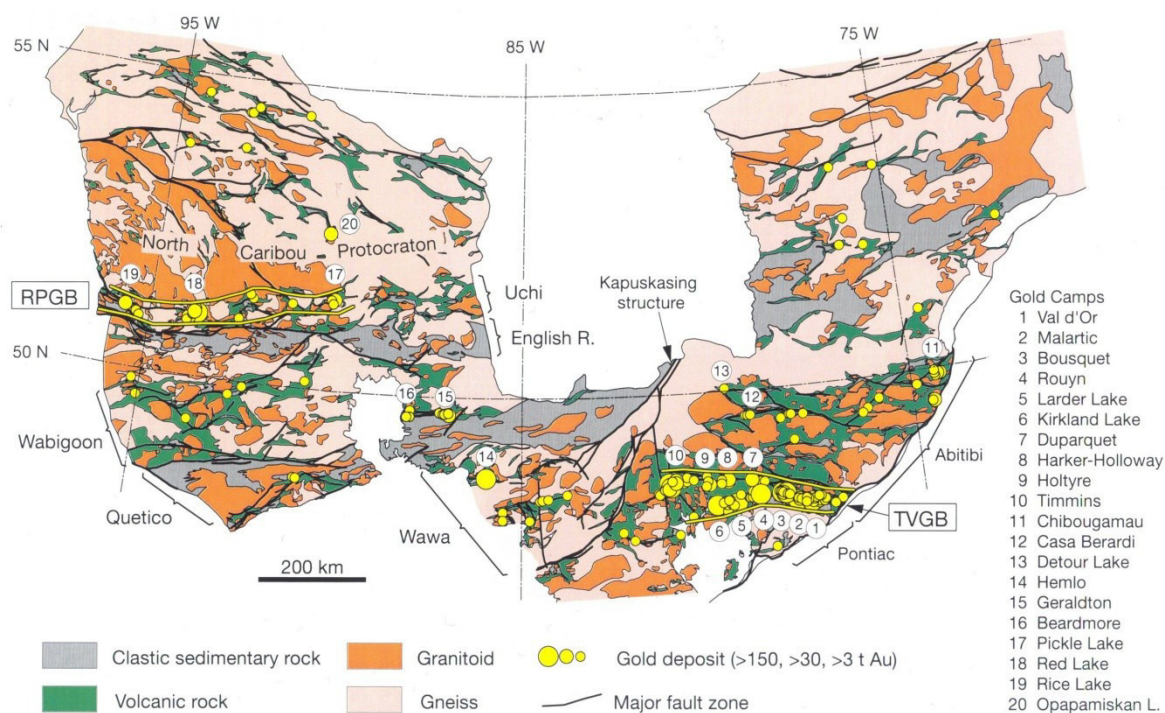 95 W
55 N
85 W
75 W
20
North
Caribou
Protocraton
19
18
17
RPGB
Uchi
Kapuskasing
structure
English R.
50 N
11
13
16
15
12
Wabigoon
14
10
9
8
7
Abitibi
Quetico
Wawa
6
5
4
3
2
1
TVGB
Pontiac
200 km
Gold Camps
1 Val d'Or
2 Malartic
3 Bousquet
4 Rouyn
5 Larder Lake
6 Kirkland Lake
7 Duparquet
8 Harker-Holloway
9 Holtyre
10 Timmins
11 Chibougamau
12 Casa Berardi
13 Detour Lake
14 Hemlo
15 Geraldton
16 Beardmore
17 Pickle Lake
18 Red Lake
19 Rice Lake
20 Opapamiskan L.
Clastic sedimentary rock
Granitoid
Gold deposit (>150, >30, >3 t Au)
Volcanic rock
Gneiss
Major fault zone